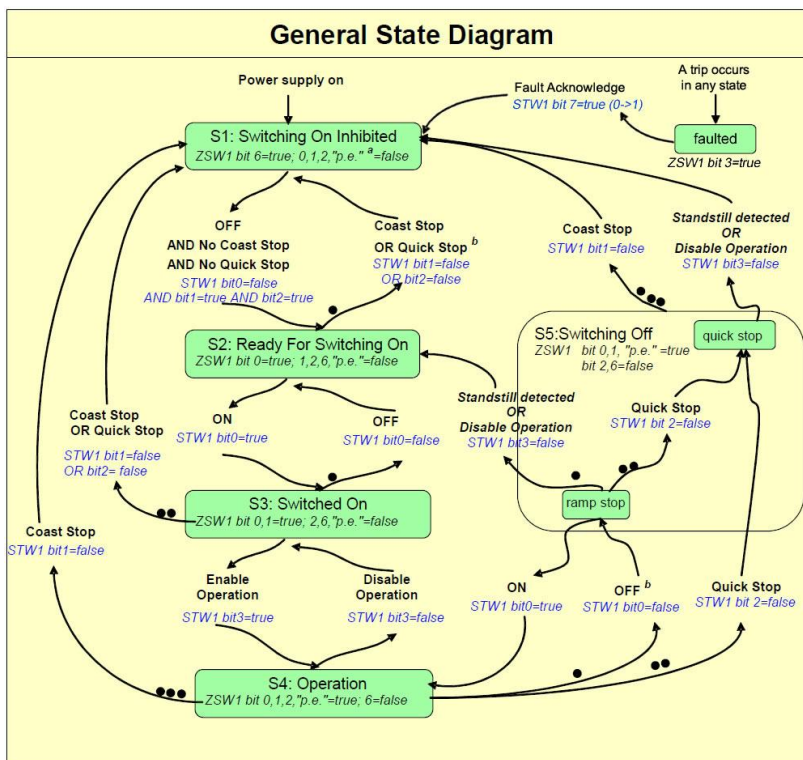 General State Diagram
Power supply on
Fault Acknowledge
STW1 bit 7=true (0->1)
A trip occurs
in any state
S1: Switching On Inhibited
ZSW1 bit 6=true; 0,1,2,"p.e." a =false
faulted
ZSW1 bit 3=true
OFF
AND No Coast Stop
AND No Quick Stop
STW1 bit0=false
AND bit1=true AND bit2=true
Coast Stop
OR Quick Stop b
STW1 bit1=false
OR bit2=false
Coast Stop
STW1 bit1=false
Standstill detected
OR
Disable Operation
STW1 bit3=false
S2: Ready For Switching On
ZSW1 bit 0=true; 1,2,6,"p.e."=false
S5:Switching Off
ZSW1 bit 0,1, "p.e." =true
bit 2,6=false
quick stop
ON
STW1 bit0=true
OFF
STW1 bit0=false
Standstill detected
OR
Disable Operation
STW1 bit3=false
Quick Stop
STW1 bit 2=false
Coast Stop
OR Quick Stop
STW1 bit1=false
OR bit2= false
S3: Switched On
ZSW1 bit 0,1=true; 2,6,"p.e."=false
ramp stop
Coast Stop
STW1 bit1=false
Enable
Operation
STW1 bit3=true
Disable
Operation
STW1 bit3=false
ON
STW1 bit0=true
OFF b
STW1 bit0=false
Quick Stop
STW1 bit 2=false
S4: Operation
ZSW1 bit 0,1,2,"p.e."=true; 6=false